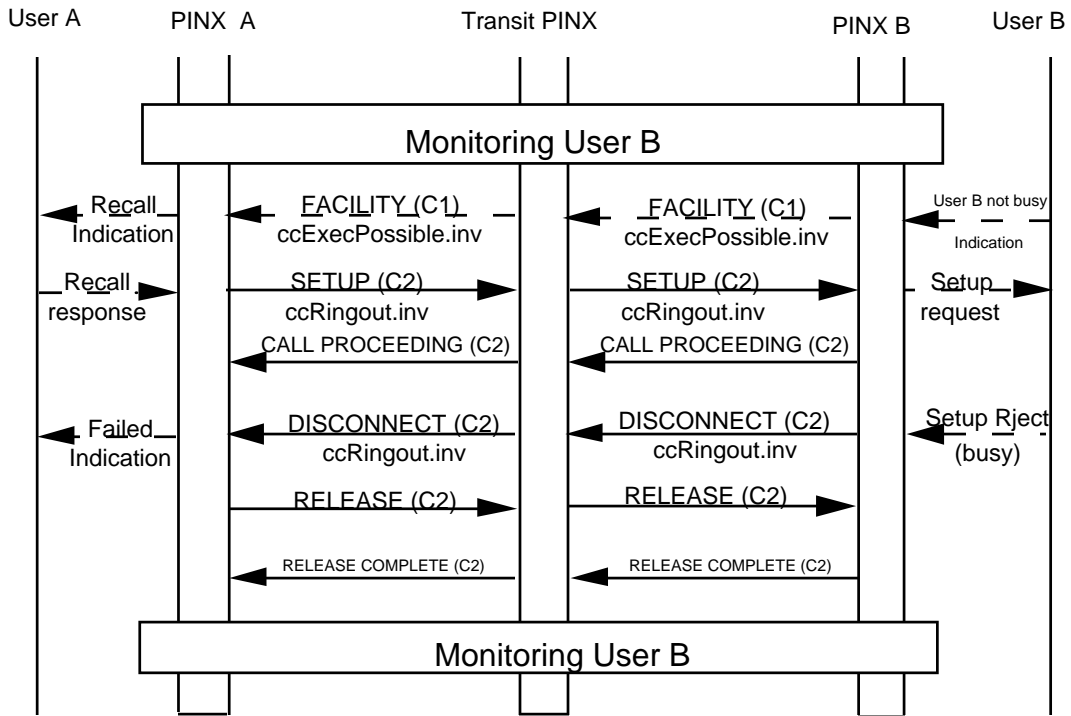 User A PINX A Transit PINX PINX B User B
Monitoring User B
Recall FACILITY (C1) FACILITY (C1) User B not busy
Indication ccExecPossible.inv ccExecPossible.inv Indication
Recall SETUP (C2) SETUP (C2) Setup
response ccRingout.inv ccRingout.inv request
CALL PROCEEDING (C2) CALL PROCEEDING (C2)
Failed DISCONNECT (C2) DISCONNECT (C2) Setup Rject
Indication ccRingout.inv ccRingout.inv (busy)
RELEASE (C2) RELEASE (C2)
RELEASE COMPLETE (C2) RELEASE COMPLETE (C2)
Monitoring User B